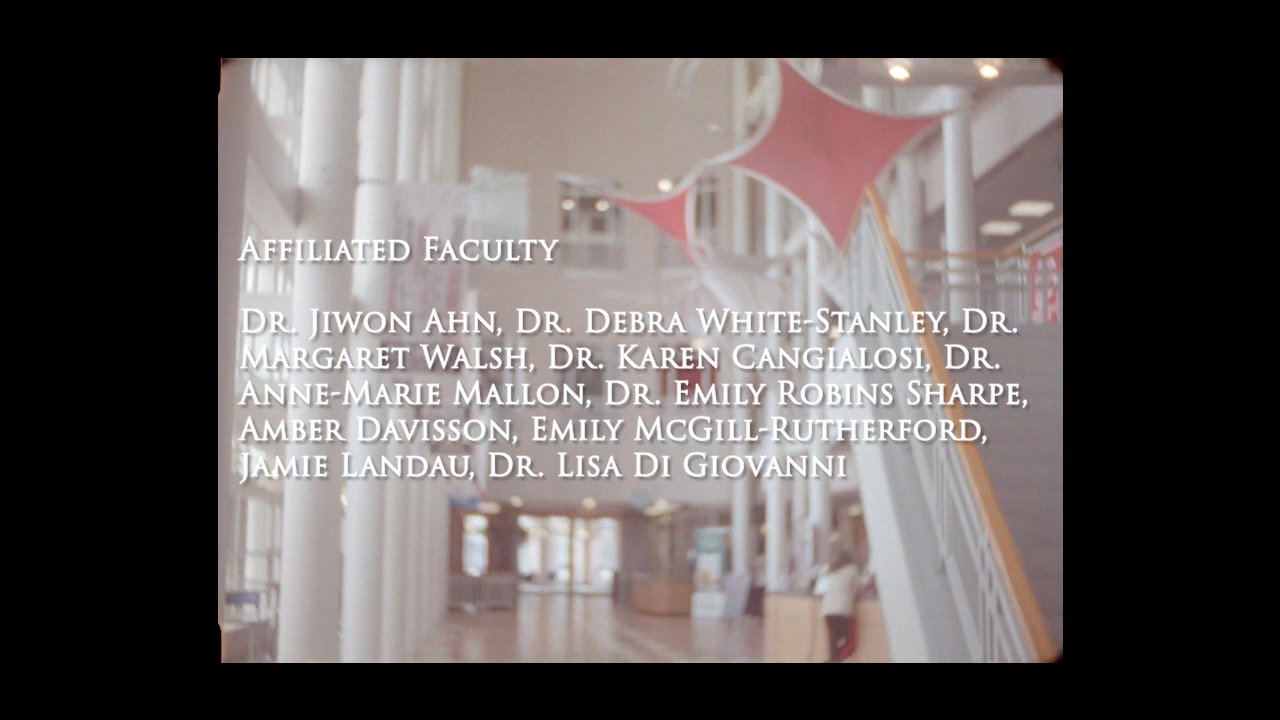 Affiliated Faculty
Dr. Jiwon Ahn, Dr. Debra White-Stanley, Dr.
Margaret Walsh, Dr. Karen Cangialosi, Dr.
Anne-Marie Mallon, Dr. Emily Robins Sharpe,
Amber Davisson, Emily McGill-Rutherford,
Jamie Landau, Dr. Lisa Di Giovanni